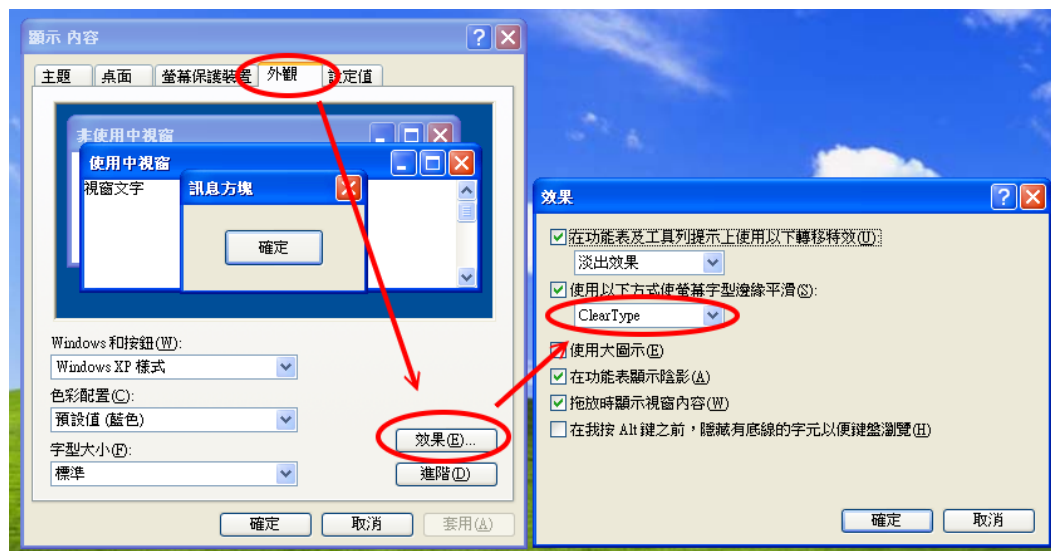 顯示 內容
主題 桌面 螢幕保護裝置 外觀 設定值
非使用中視窗
使用中視窗
視窗文字
訊息方塊
確定
Windows 和按鈕(W):
Windows XP 樣式
色彩配置(C):
預設值 (藍色)
字型大小(F):
標準
效果(E)...
進階(D)
確定 取消 套用(A)
效果
在功能表及工具列提示上使用以下轉移特效(U):
淡出效果
使用以下方式使螢幕字型邊緣平滑(S):
ClearType
使用大圖示(E)
在功能表顯示陰影(A)
拖放時顯示視窗內容(W)
在我按 Alt 鍵之前，隱藏有底線的字元以便鍵盤瀏覽(H)
確定 取消